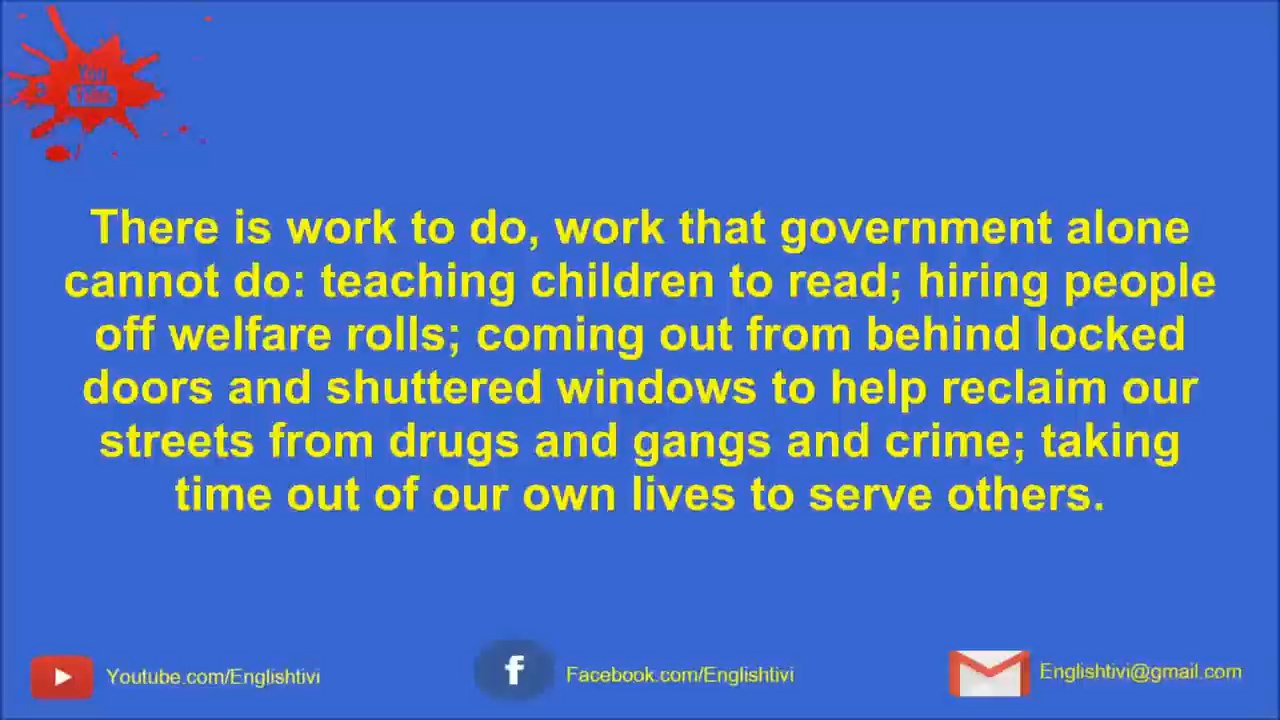 You
Tube
There is work to do, work that government alone
cannot do: teaching children to read; hiring people
off welfare rolls; coming out from behind locked
doors and shuttered windows to help reclaim our
streets from drugs and gangs and crime; taking
time out of our own lives to serve others.
Youtube.com/Englishtivi
f
Facebook.com/Englishtivi
Englishtivi@gmail.com